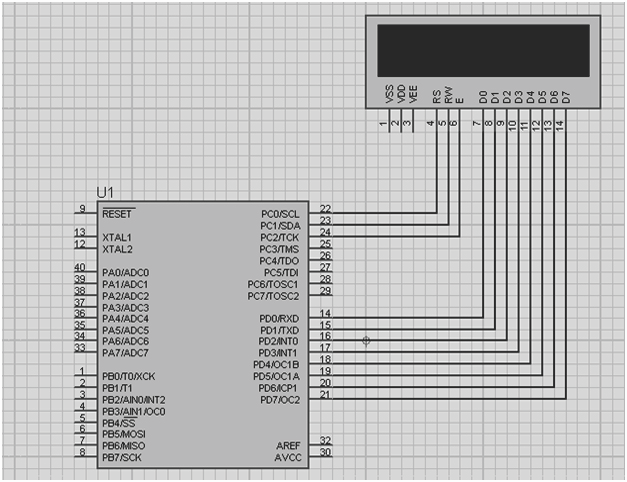 VSS VDD VEE RS RW E D0 D1 D2 D3 D4 D5 D6 D7
1 2 3 4 5 6 7 8 9 10 11 12 13 14
U1
9 RESET PC0/SCL 22
PC1/SDA 23
13 XTAL1 PC2/TCK 24
12 XTAL2 PC3/TMS 25
PC4/TDO 26
40 PA0/ADC0 PC5/TDI 27
39 PA1/ADC1 PC6/TOSC1 28
38 PA2/ADC2 PC7/TOSC2 29
37 PA3/ADC3
36 PA4/ADC4 PD0/RXD 14
35 PA5/ADC5 PD1/TXD 15
34 PA6/ADC6 PD2/INT0 16
33 PA7/ADC7 PD3/INT1 17
PD4/OC1B 18
1 PB0/T0/XCK PD5/OC1A 19
2 PB1/T1 PD6/ICP1 20
3 PB2/AIN0/INT2 PD7/OC2 21
4 PB3/AIN1/OC0
5 PB4/SS
6 PB5/MOSI
7 PB6/MISO AREF 32
8 PB7/SCK AVCC 30